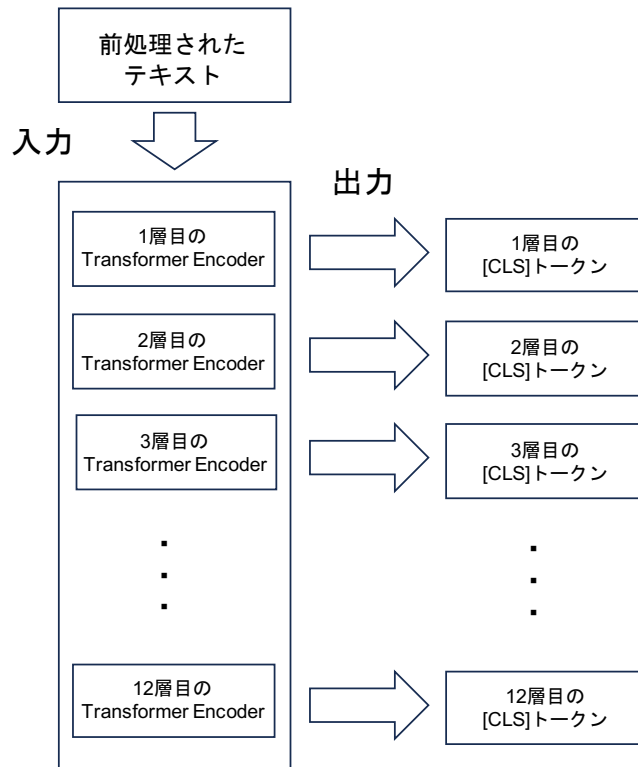 前処理された
テキスト
入力
出力
1層目の
Transformer Encoder
1層目の
[CLS]トークン
2層目の
Transformer Encoder
2層目の
[CLS]トークン
3層目の
Transformer Encoder
3層目の
[CLS]トークン
・
・
・
・
・
・
12層目の
Transformer Encoder
12層目の
[CLS]トークン